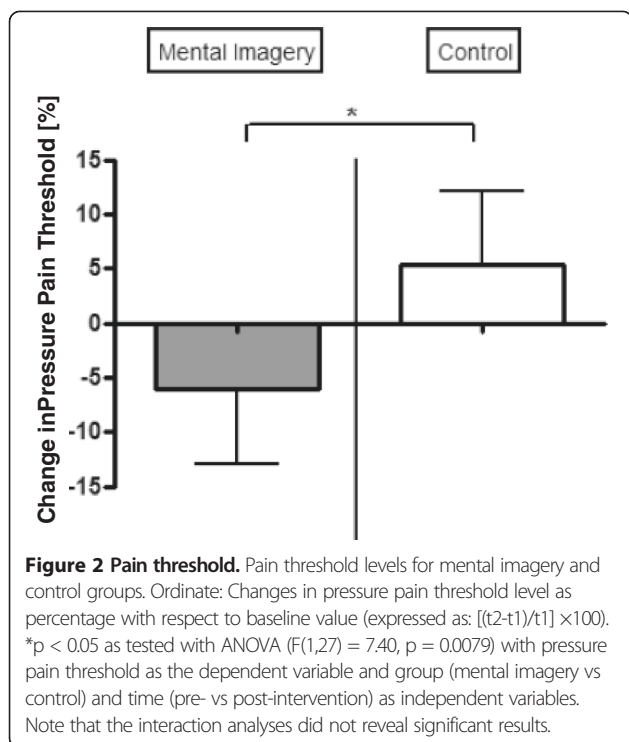 Mental Imagery Control
*
Change inPressure Pain Threshold [%]
15
10
5
0
-5
-10
-15
Figure 2 Pain threshold. Pain threshold levels for mental imagery and
control groups. Ordinate: Changes in pressure pain threshold level as
percentage with respect to baseline value (expressed as: [(t2-t1)/t1] ×100).
*p < 0.05 as tested with ANOVA (F(1,27) = 7.40, p = 0.0079) with pressure
pain threshold as the dependent variable and group (mental imagery vs
control) and time (pre- vs post-intervention) as independent variables.
Note that the interaction analyses did not reveal significant results.